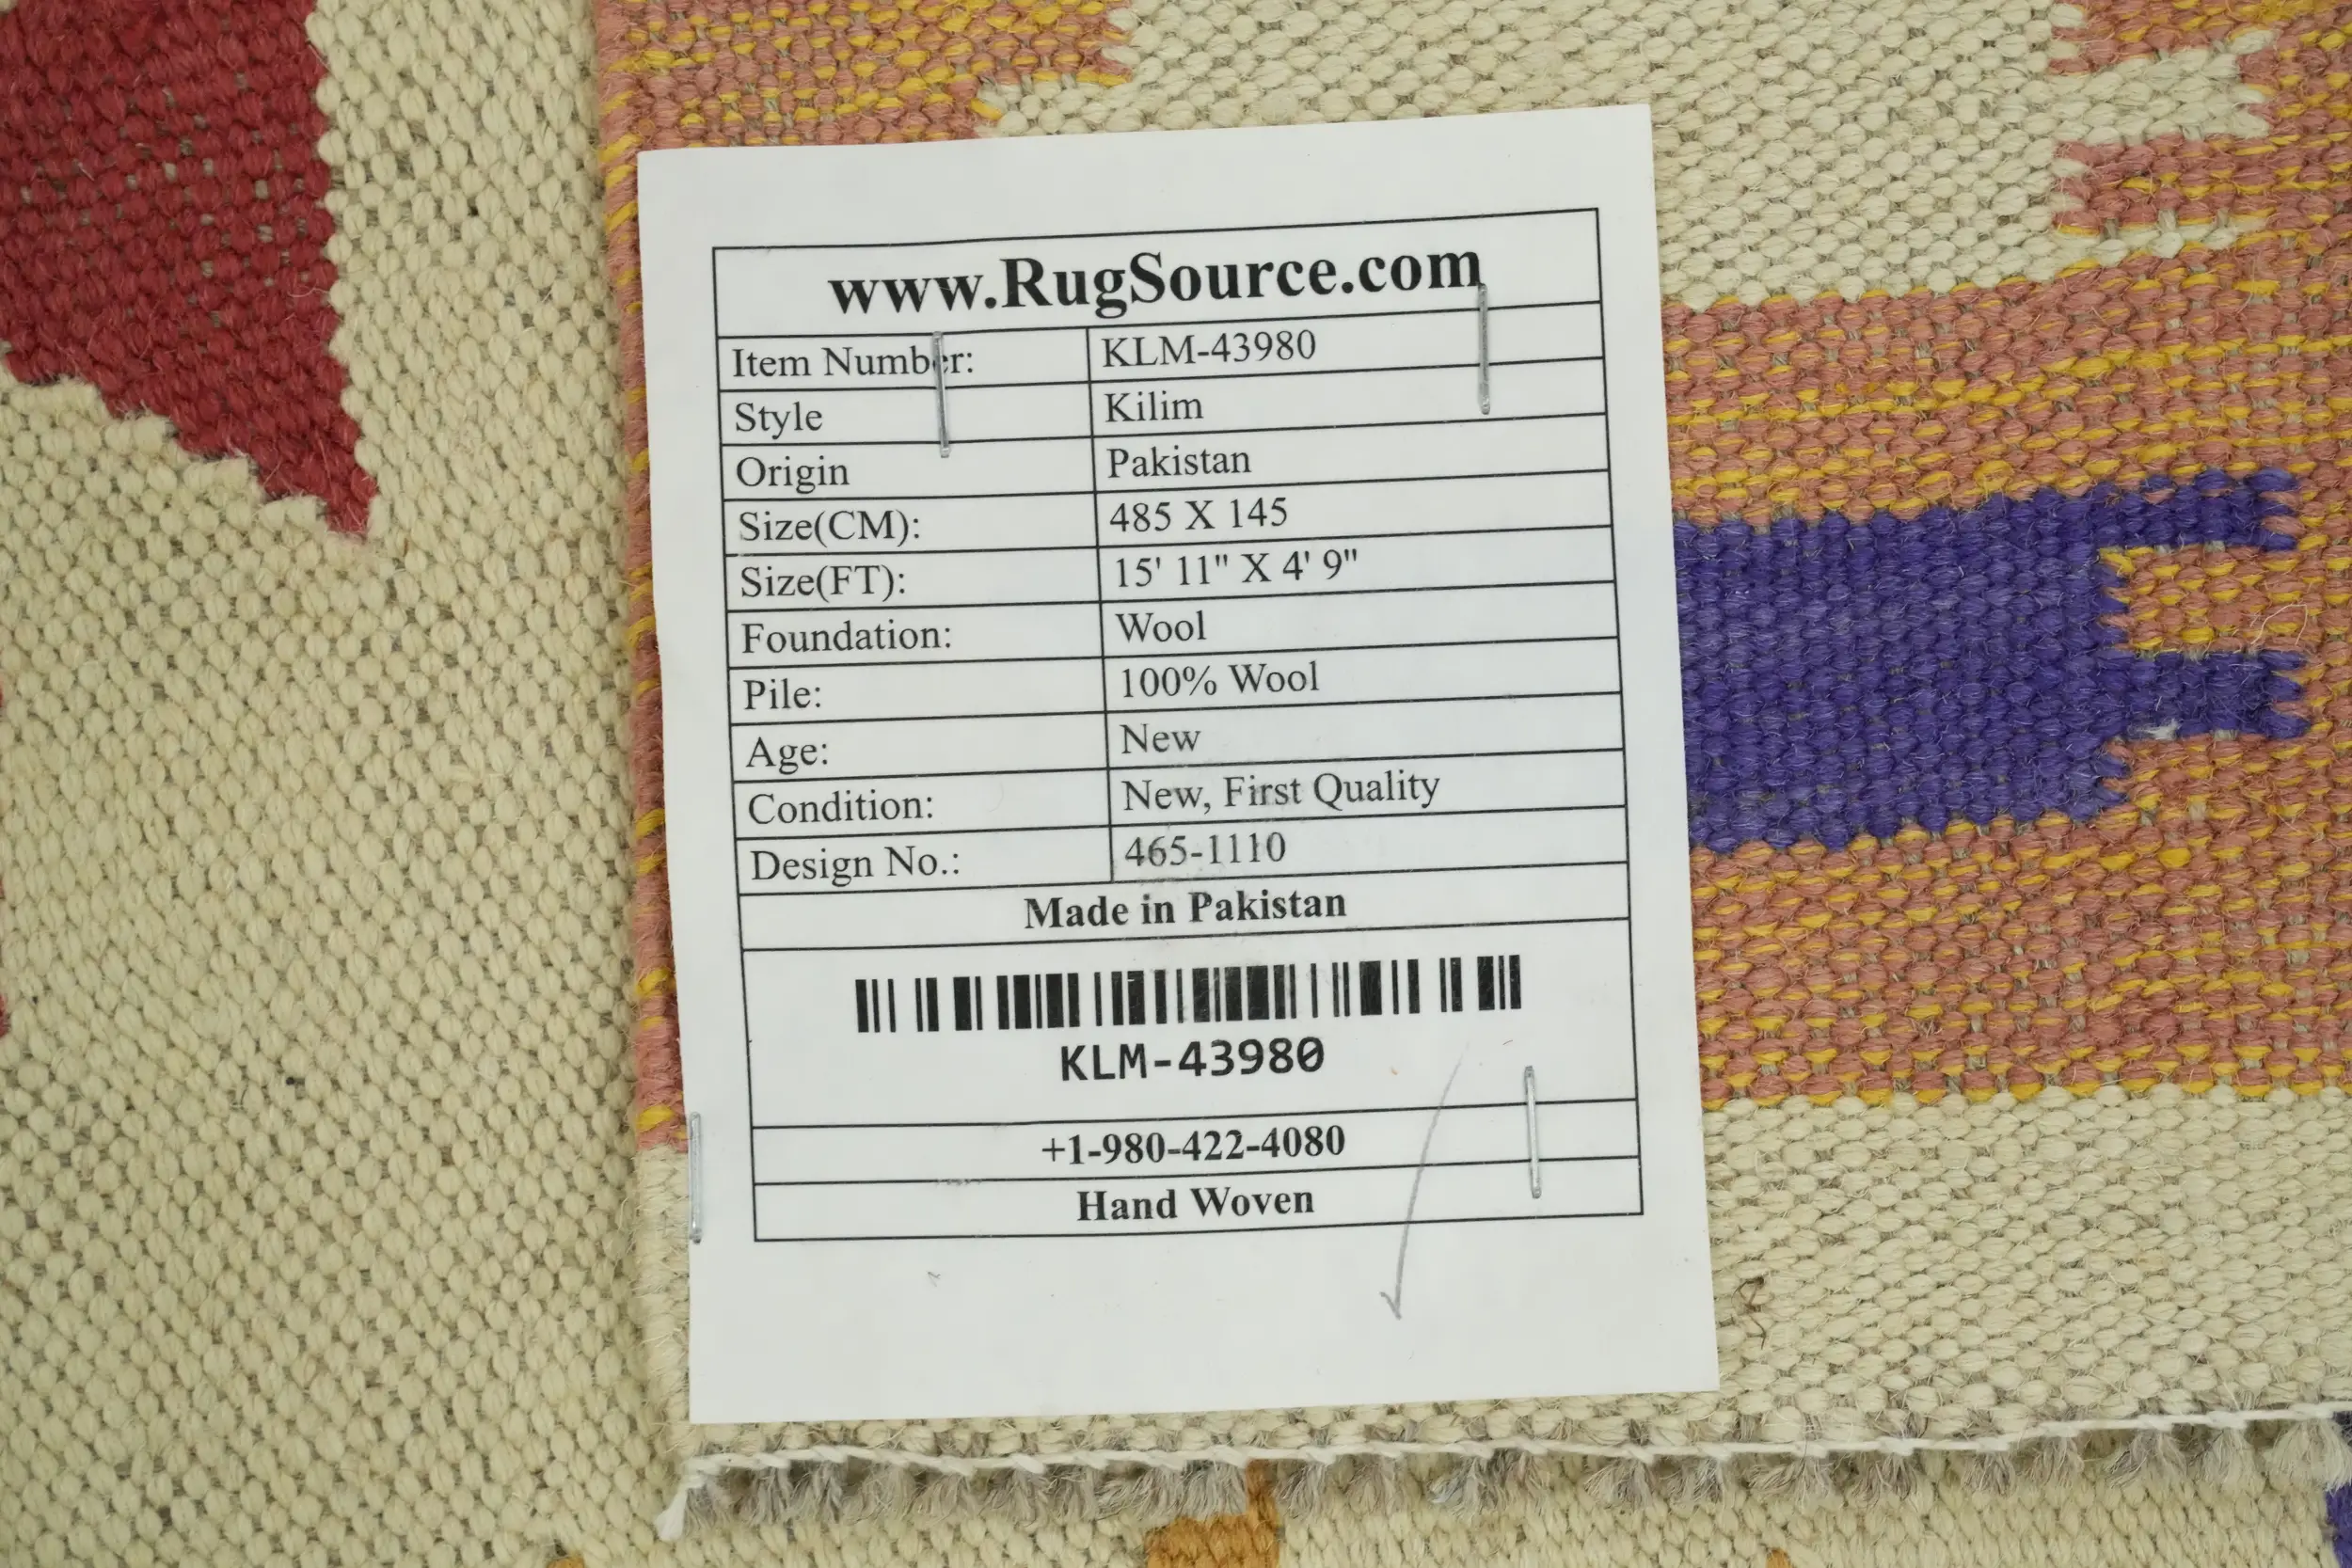 www.RugSource.com
Item Number: KLM-43980
Style Kilim
Origin Pakistan
Size(CM): 485 X 145
Size(FT): 15' 11" X 4' 9"
Foundation: Wool
Pile: 100% Wool
Age: New
Condition: New, First Quality
Design No.: 465-1110
Made in Pakistan
KLM-43980
+1-980-422-4080
Hand Woven